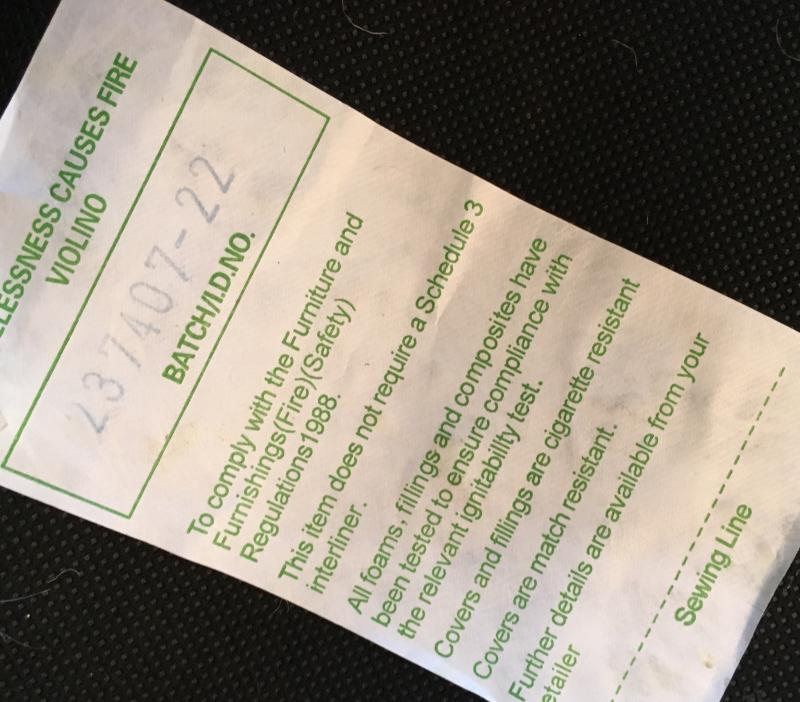 LESSNESS CAUSES FIRE
VIOLINO
237407-22
BATCH/I.D.NO.
To comply with the Furniture and
Furnishings(Fire)(Safety)
Regulations1988.
This item does not require a Schedule 3
interliner.
All foams, fillings and composites have
been tested to ensure compliance with
the relevant ignitability test.
Covers and fillings are cigarette resistant
Covers are match resistant.
Further details are available from your
etailer
Sewing Line